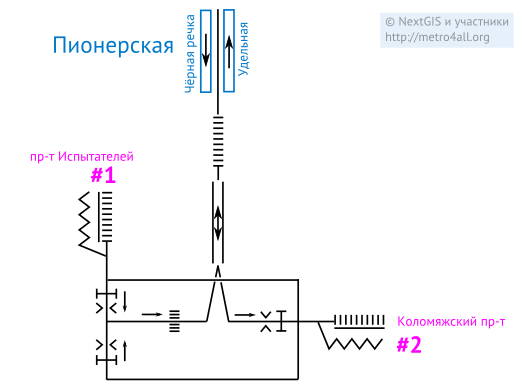 © NextGIS и участники
http://metro4all.org
Пионерская
Чёрная речка
Удельная
пр-т Испытателей
#1
Коломяжский пр-т
#2